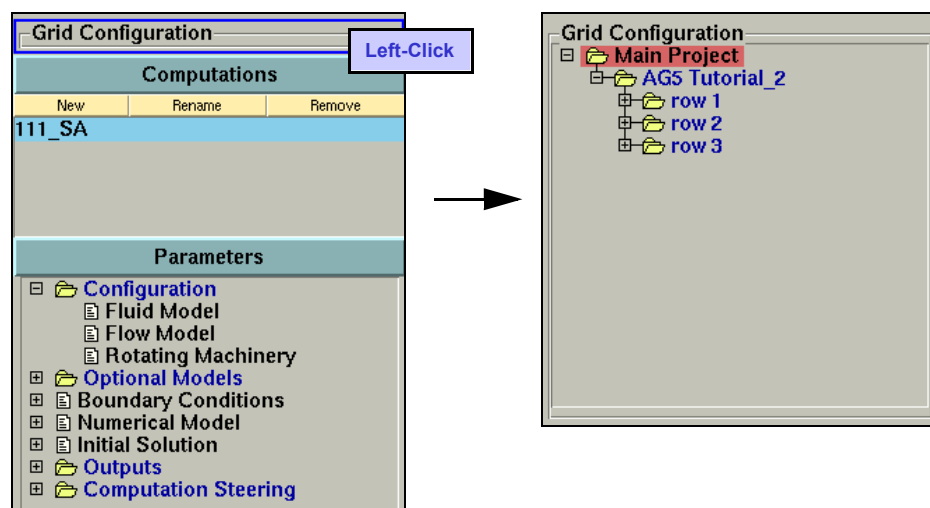 Grid Configuration
Left-Click
Computations
New Rename Remove
111_SA
Parameters
Configuration
Fluid Model
Flow Model
Rotating Machinery
Optional Models
Boundary Conditions
Numerical Model
Initial Solution
Outputs
Computation Steering
Grid Configuration
Main Project
AG5 Tutorial_2
row 1
row 2
row 3